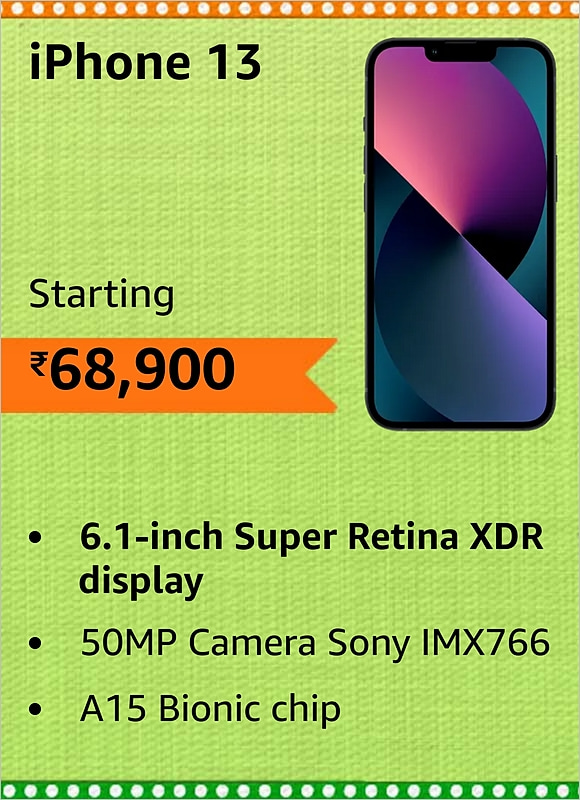 iPhone 13
Starting
₹68,900
• 6.1-inch Super Retina XDR
display
• 50MP Camera Sony IMX766
• A15 Bionic chip